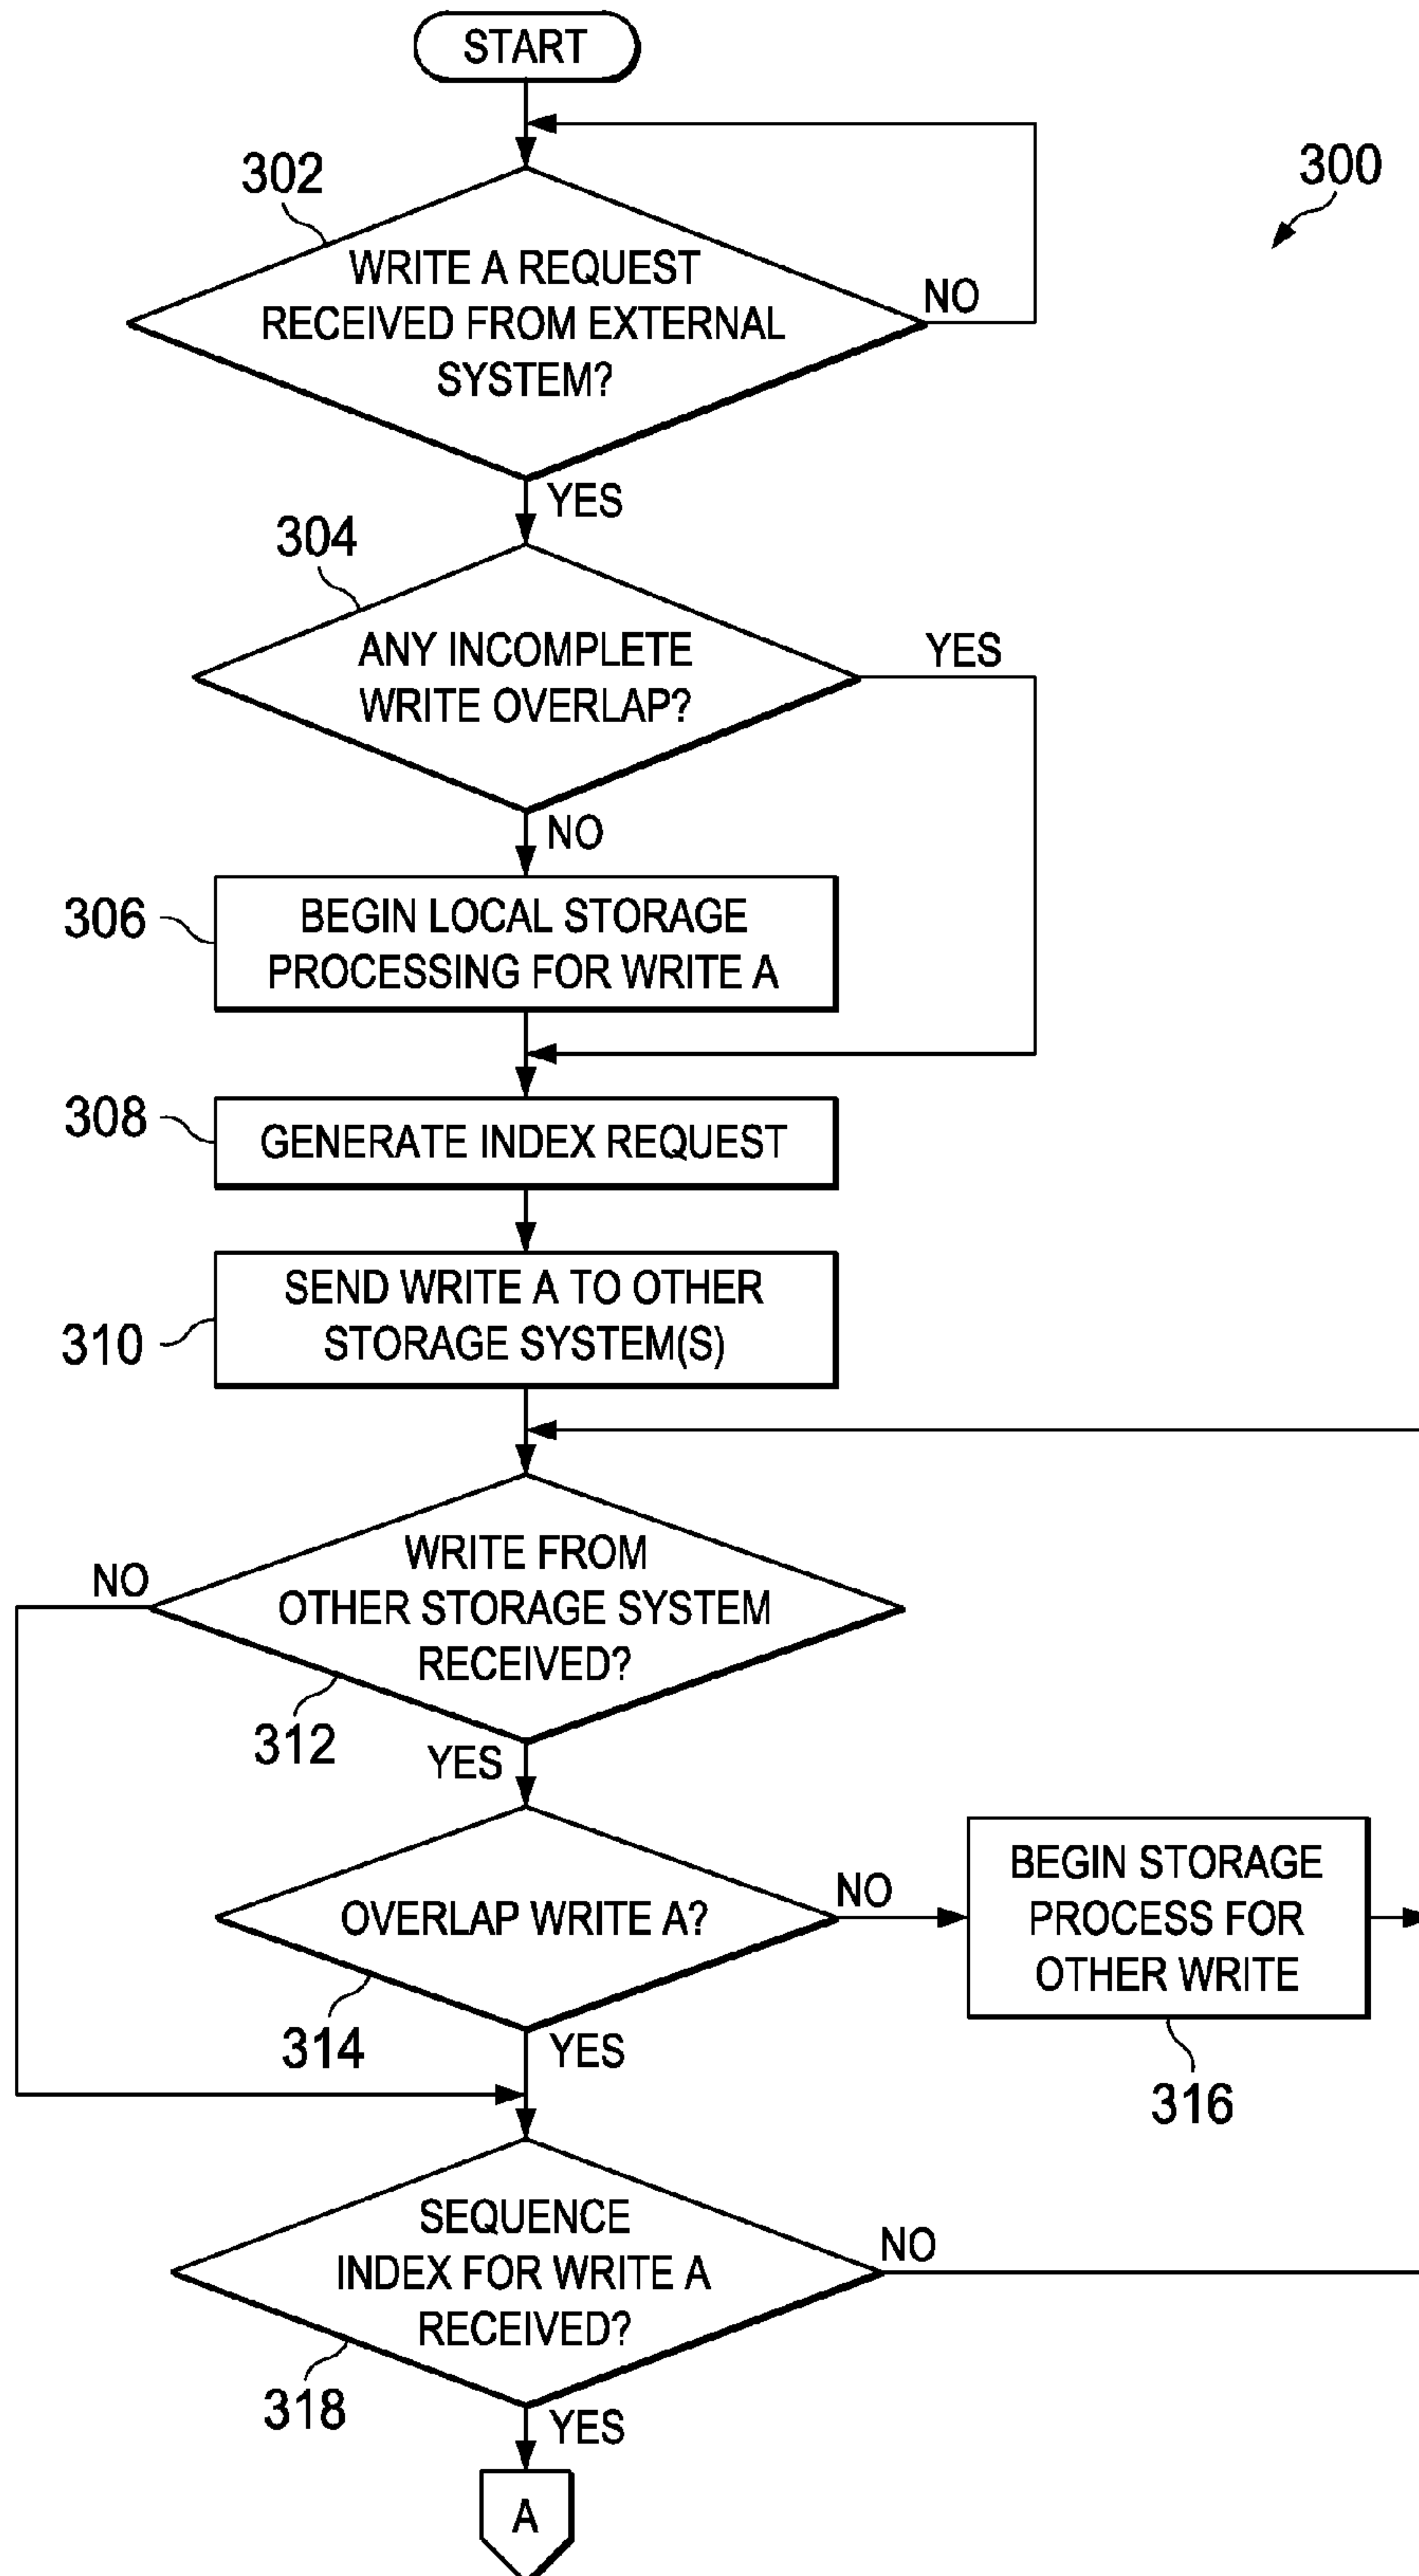 START
300
302
WRITE A REQUEST
RECEIVED FROM EXTERNAL
SYSTEM?
NO
YES
304
ANY INCOMPLETE
WRITE OVERLAP?
YES
NO
306
BEGIN LOCAL STORAGE
PROCESSING FOR WRITE A
308
GENERATE INDEX REQUEST
310
SEND WRITE A TO OTHER
STORAGE SYSTEM(S)
NO
WRITE FROM
OTHER STORAGE SYSTEM
RECEIVED?
312
YES
OVERLAP WRITE A?
NO
BEGIN STORAGE
PROCESS FOR
OTHER WRITE
314
YES
316
SEQUENCE
INDEX FOR WRITE A
RECEIVED?
NO
318
YES
A